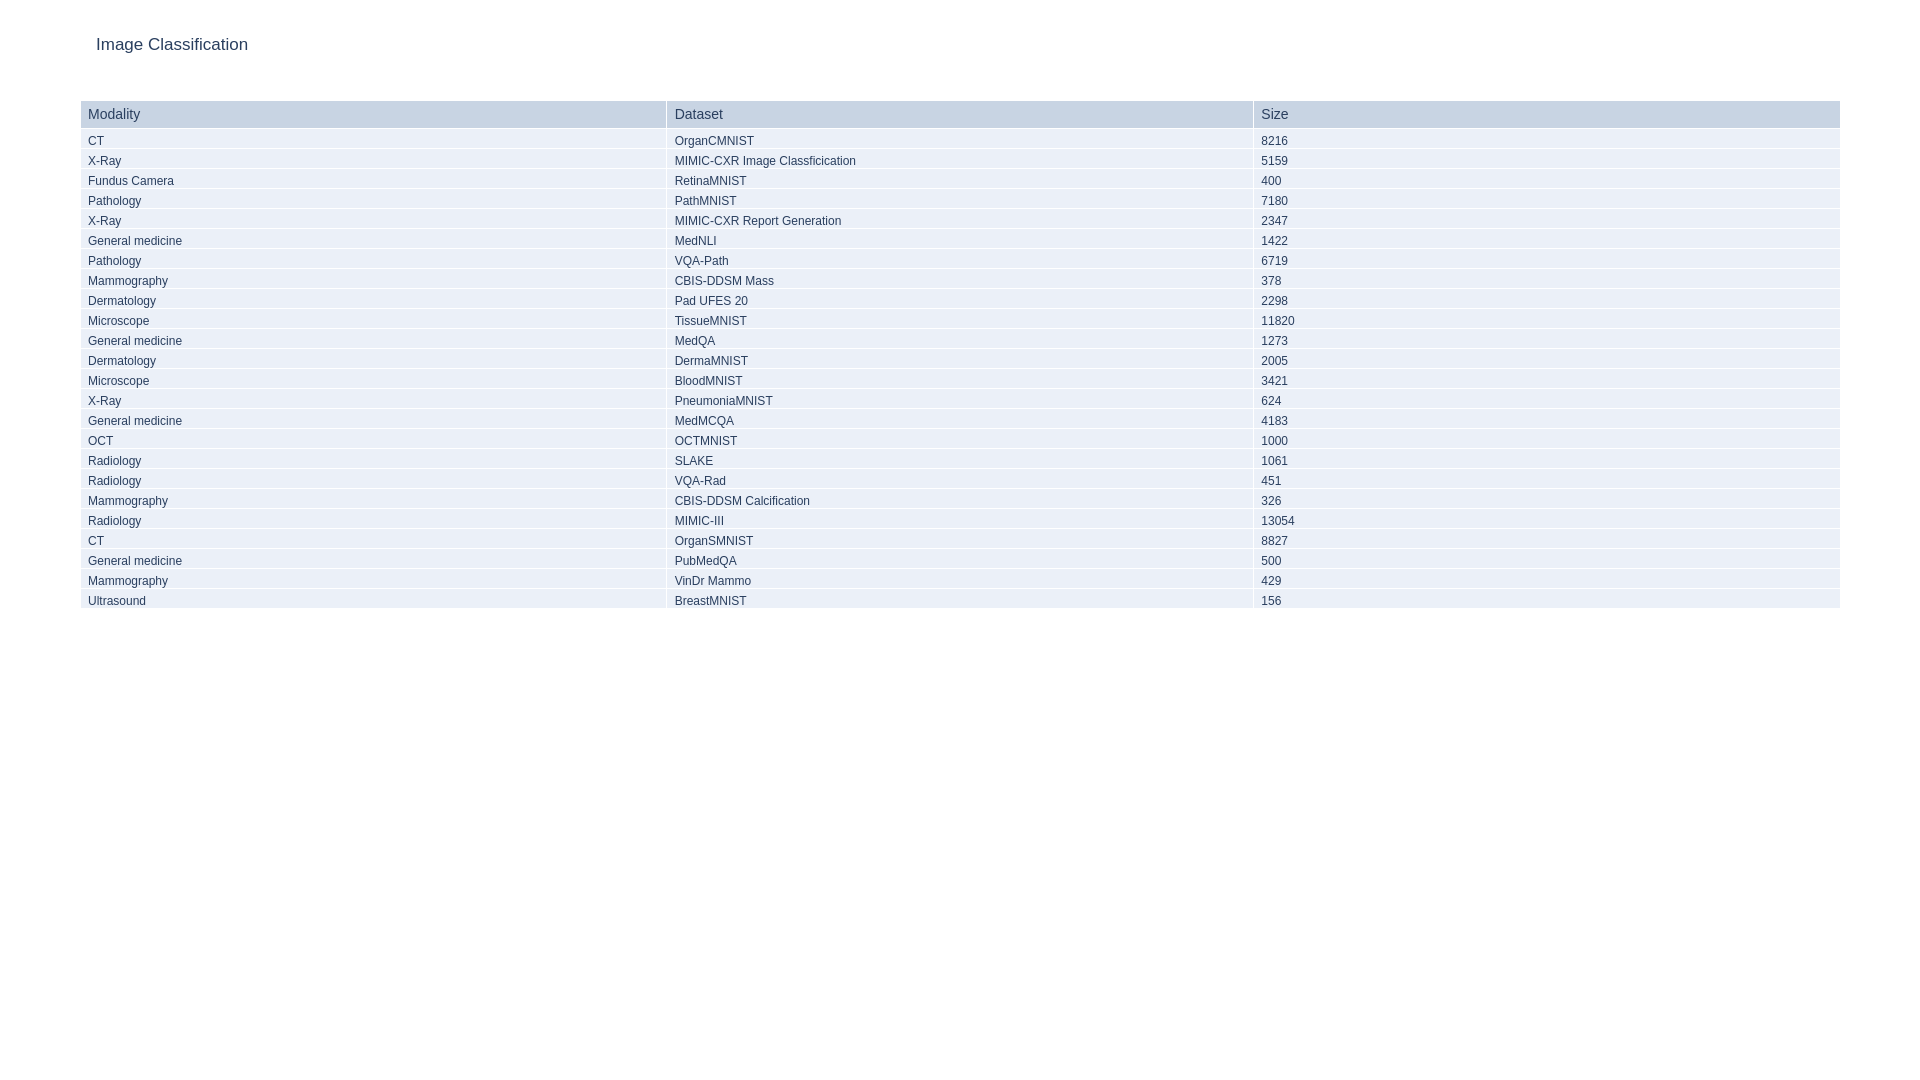 Image Classification
Modality Dataset Size
CT OrganCMNIST 8216
X-Ray MIMIC-CXR Image Classficication 5159
Fundus Camera RetinaMNIST 400
Pathology PathMNIST 7180
X-Ray MIMIC-CXR Report Generation 2347
General medicine MedNLI 1422
Pathology VQA-Path 6719
Mammography CBIS-DDSM Mass 378
Dermatology Pad UFES 20 2298
Microscope TissueMNIST 11820
General medicine MedQA 1273
Dermatology DermaMNIST 2005
Microscope BloodMNIST 3421
X-Ray PneumoniaMNIST 624
General medicine MedMCQA 4183
OCT OCTMNIST 1000
Radiology SLAKE 1061
Radiology VQA-Rad 451
Mammography CBIS-DDSM Calcification 326
Radiology MIMIC-III 13054
CT OrganSMNIST 8827
General medicine PubMedQA 500
Mammography VinDr Mammo 429
Ultrasound BreastMNIST 156